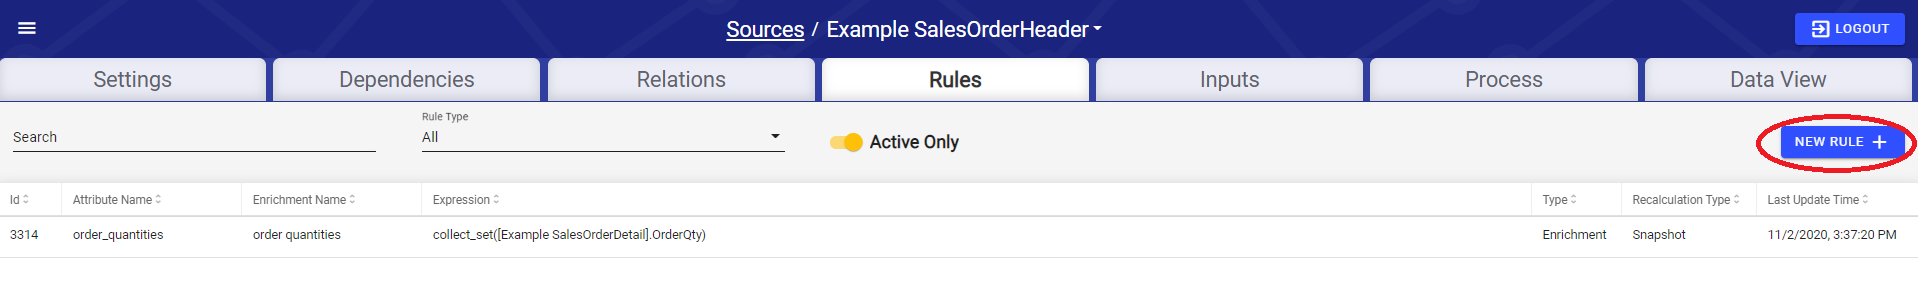 Sources / Example SalesOrderHeader
LOGOUT
Settings Dependencies Relations Rules Inputs Process Data View
Rule Type
Search All Active Only NEW RULE +
Id Attribute Name Enrichment Name Expression Type Recalculation Type Last Update Time
3314 order_quantities order quantities collect_set([Example SalesOrderDetail].OrderQty) Enrichment Snapshot 11/2/2020, 3:37:20 PM